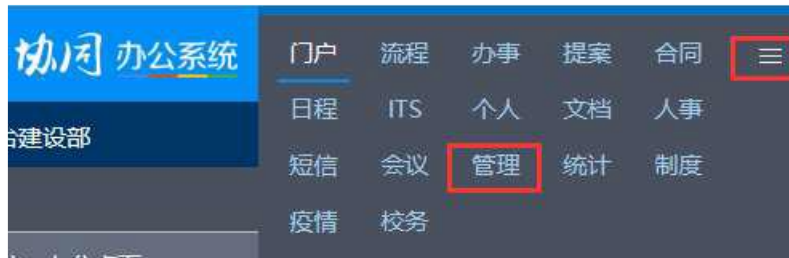 协同 办公系统
门户 流程 办事 提案 合同
日程 ITS 个人 文档 人事
台建设部
短信 会议 管理 统计 制度
疫情 校务